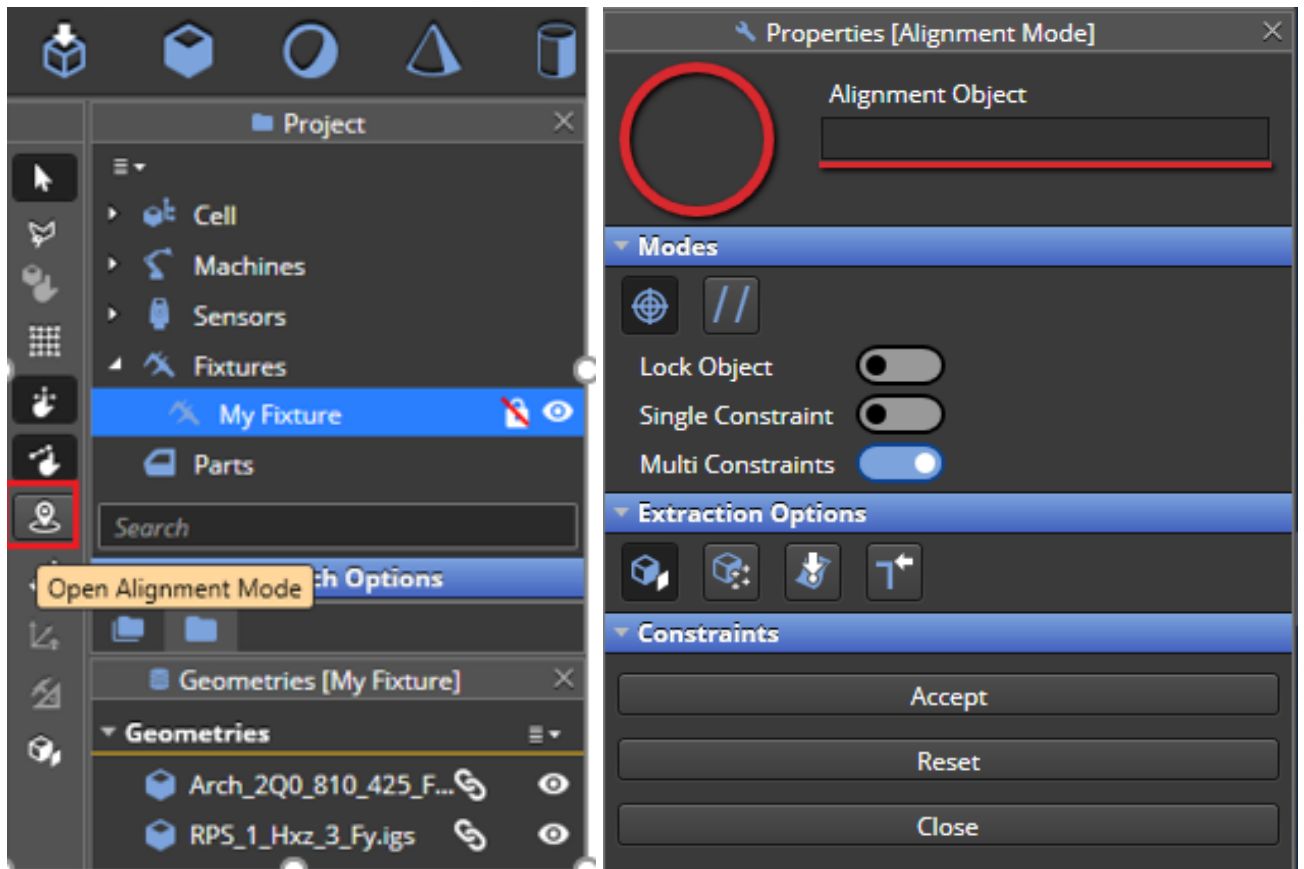 Project
Cell
Machines
Sensors
Fixtures
My Fixture
Parts
Search
Open Alignment Mode
ch Options
Geometries [My Fixture]
Geometries
Arch_2Q0_810_425_F...
RPS_1_Hxz_3_Fy.igs
Properties [Alignment Mode]
Alignment Object
Modes
Lock Object
Single Constraint
Multi Constraints
Extraction Options
Constraints
Accept
Reset
Close